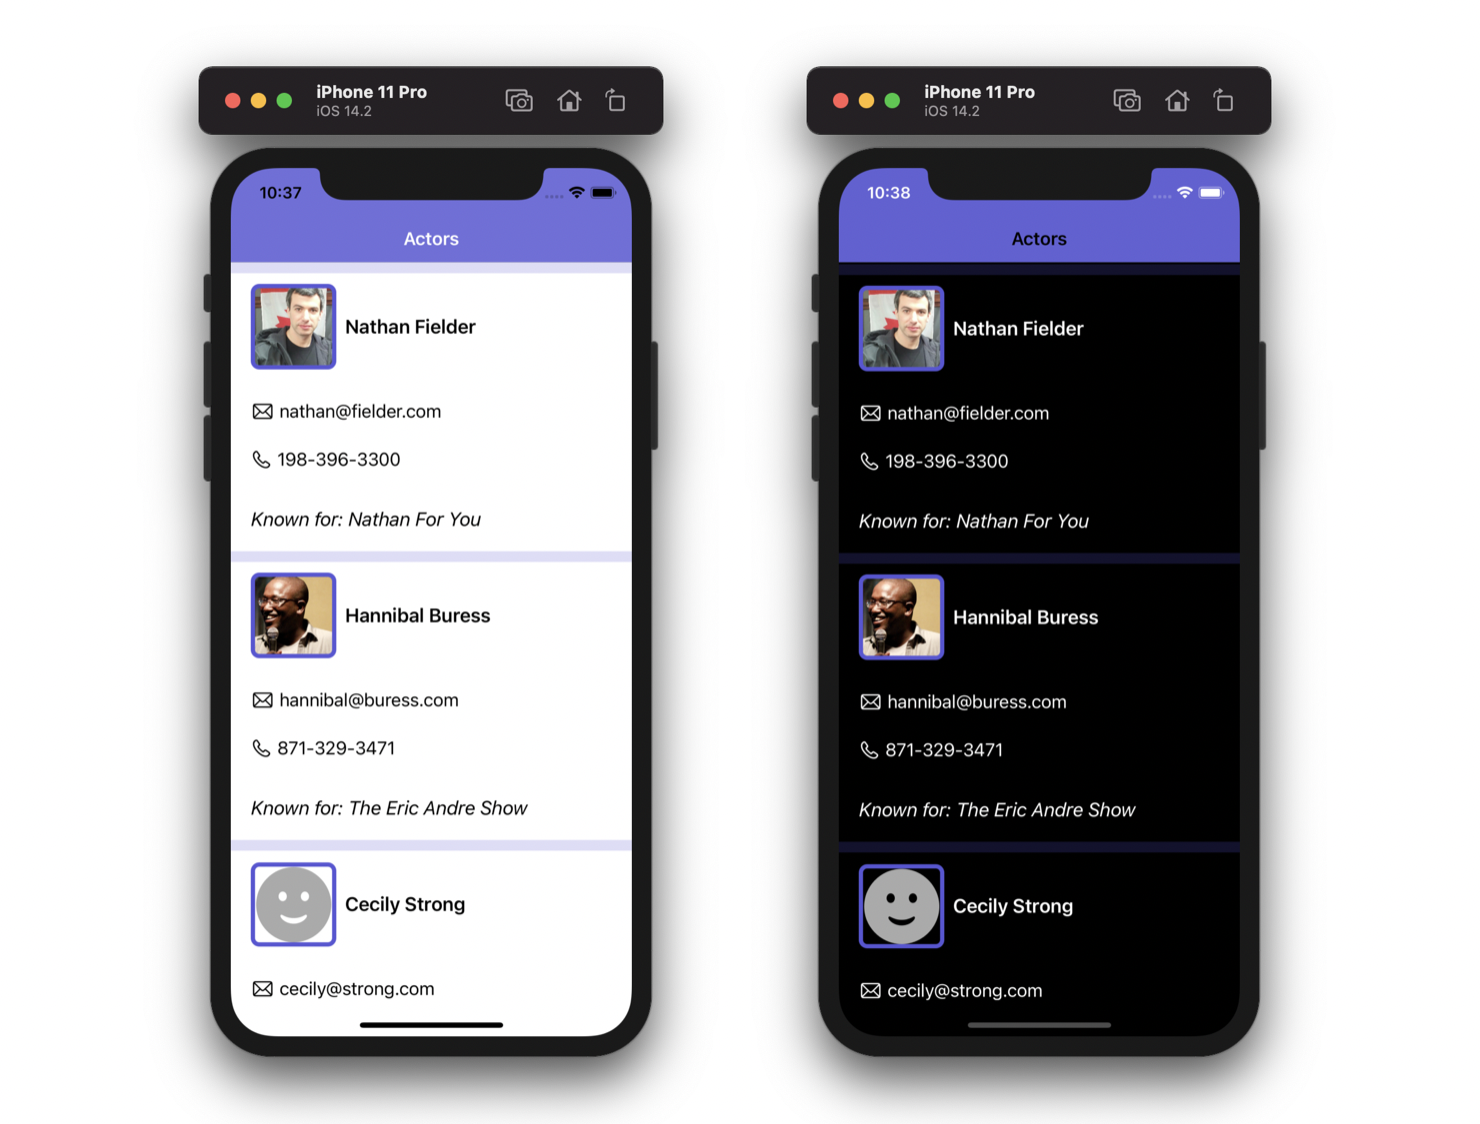 iPhone 11 Pro
iOS 14.2
10:37
Actors
Nathan Fielder
nathan@fielder.com
198-396-3300
Known for: Nathan For You
Hannibal Buress
hannibal@buress.com
871-329-3471
Known for: The Eric Andre Show
Cecily Strong
cecily@strong.com
iPhone 11 Pro
iOS 14.2
10:38
Actors
Nathan Fielder
nathan@fielder.com
198-396-3300
Known for: Nathan For You
Hannibal Buress
hannibal@buress.com
871-329-3471
Known for: The Eric Andre Show
Cecily Strong
cecily@strong.com